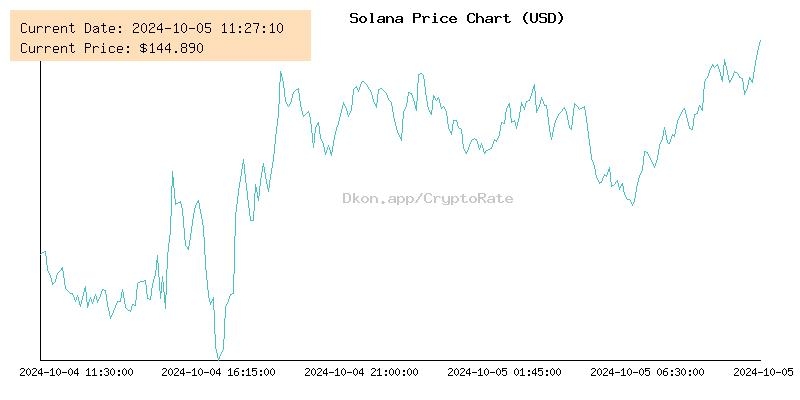 Solana Price Chart (USD)
Current Date: 2024-10-05 11:27:10
Current Price: $144.890
Dkon.app/CryptoRate
2024-10-04 11:30:00 2024-10-04 16:15:00 2024-10-04 21:00:00 2024-10-05 01:45:00 2024-10-05 06:30:00 2024-10-05